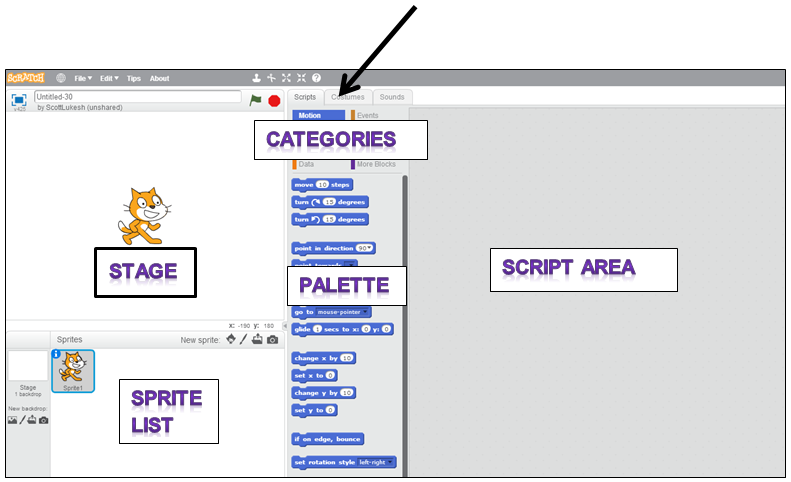 SCRATCH File Edit Tips About
Untitled-30
by ScottLukesh (unshared)
v425
Scripts Costumes Sounds
Motion Events
CATEGORIES
Data More Blocks
move 10 steps
turn 15 degrees
turn 15 degrees
point in direction 90
point towards
STAGE
PALETTE
SCRIPT AREA
go to mouse-pointer
glide 1 secs to x: 0 y: 0
change x by 10
set x to 0
change y by 10
set y to 0
if on edge, bounce
set rotation style left-right
x: -190 y: 180
Sprites New sprite:
Stage
1 backdrop
New backdrop:
Sprite1
SPRITE
LIST